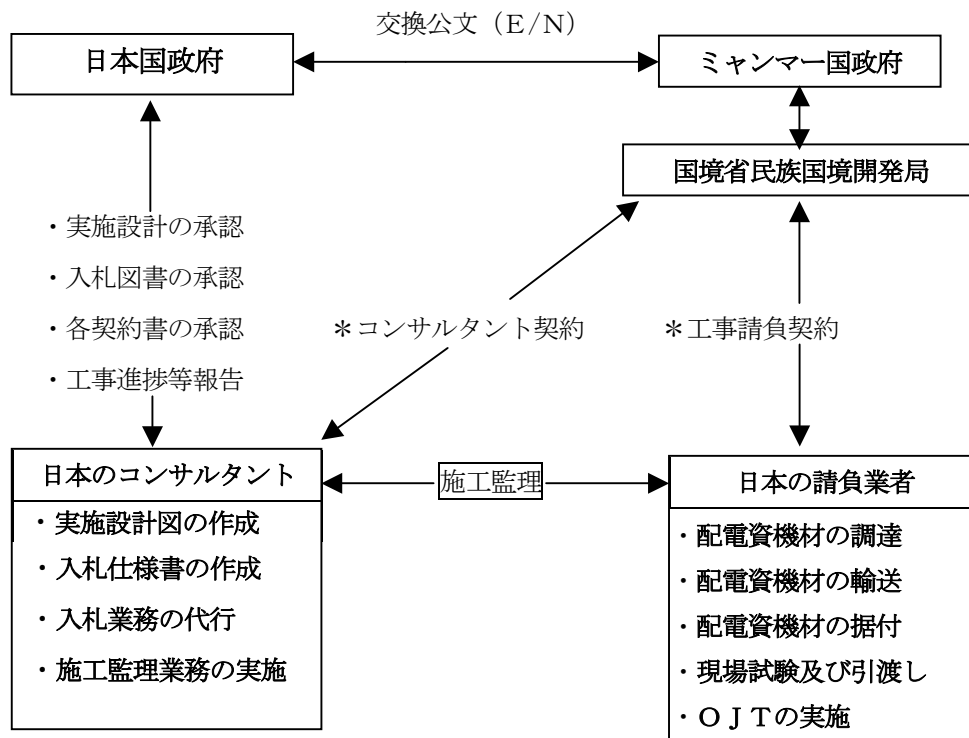 交換公文（Ｅ/Ｎ）
日本国政府
ミャンマー国政府
国境省民族国境開発局
・実施設計の承認
・入札図書の承認
・各契約書の承認
・工事進捗等報告
＊コンサルタント契約
＊工事請負契約
日本のコンサルタント
・実施設計図の作成
・入札仕様書の作成
・入札業務の代行
・施工監理業務の実施
施工監理
日本の請負業者
・配電資機材の調達
・配電資機材の輸送
・配電資機材の据付
・現場試験及び引渡し
・ＯＪＴの実施